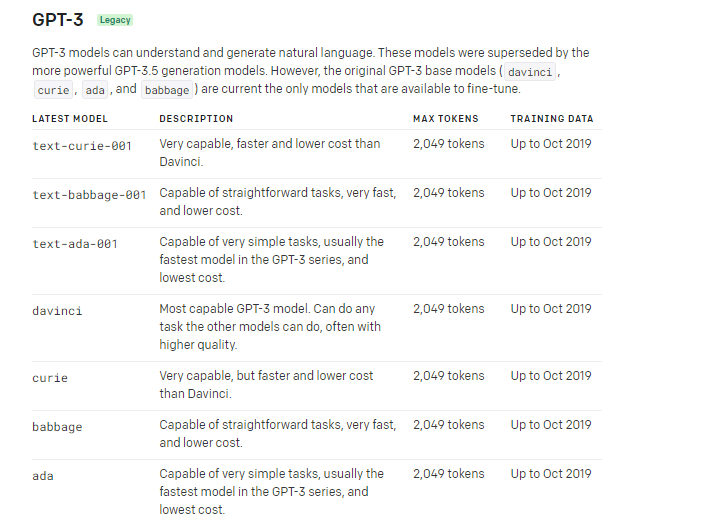 GPT-3 Legacy
GPT-3 models can understand and generate natural language. These models were superseded by the
more powerful GPT-3.5 generation models. However, the original GPT-3 base models ( davinci ,
curie , ada , and babbage ) are current the only models that are available to fine-tune.
LATEST MODEL DESCRIPTION MAX TOKENS TRAINING DATA
text-curie-001 Very capable, faster and lower cost than 2,049 tokens Up to Oct 2019
Davinci.
text-babbage-001 Capable of straightforward tasks, very fast, 2,049 tokens Up to Oct 2019
and lower cost.
text-ada-001 Capable of very simple tasks, usually the 2,049 tokens Up to Oct 2019
fastest model in the GPT-3 series, and
lowest cost.
davinci Most capable GPT-3 model. Can do any 2,049 tokens Up to Oct 2019
task the other models can do, often with
higher quality.
curie Very capable, but faster and lower cost 2,049 tokens Up to Oct 2019
than Davinci.
babbage Capable of straightforward tasks, very fast, 2,049 tokens Up to Oct 2019
and lower cost.
ada Capable of very simple tasks, usually the 2,049 tokens Up to Oct 2019
fastest model in the GPT-3 series, and
lowest cost.